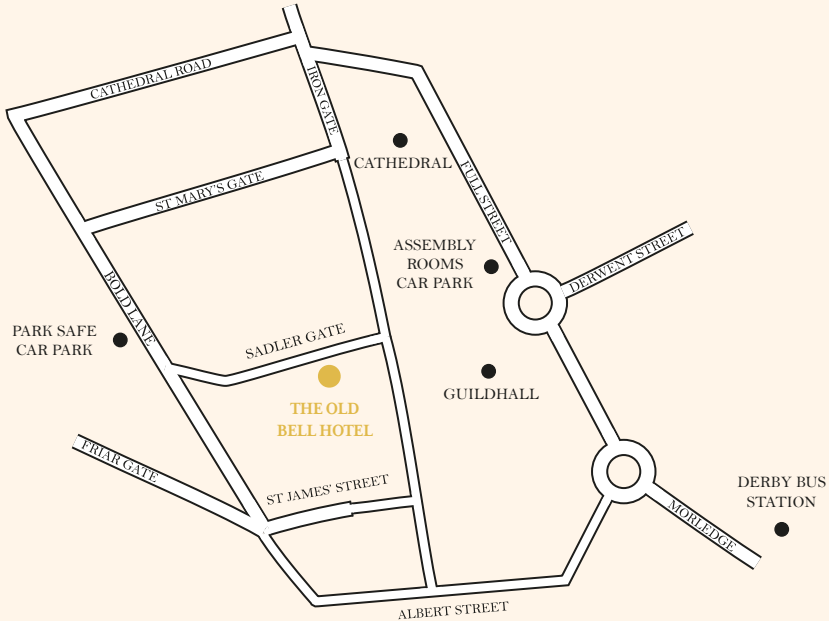 CATHEDRAL ROAD
IRON GATE
CATHEDRAL
ST MARY'S GATE
FULL STREET
ASSEMBLY
ROOMS
CAR PARK
DERWENT STREET
BOLD LANE
PARK SAFE
CAR PARK
SADLER GATE
GUILDHALL
THE OLD
BELL HOTEL
FRIAR GATE
ST JAMES' STREET
DERBY BUS
STATION
MORLEDGE
ALBERT STREET